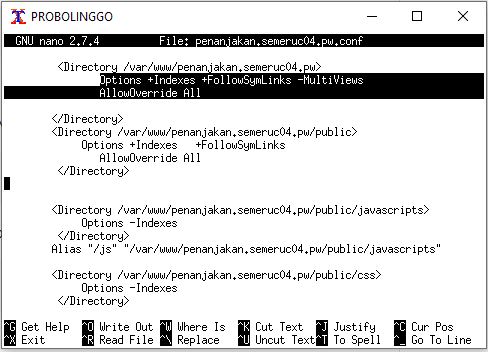 PROBOLINGGO
GNU nano 2.7.4 File: penanjakan.semeruc04.pw.conf
<Directory /var/www/penanjakan.semeruc04.pw>
Options +Indexes +FollowSymLinks -MultiViews
AllowOverride All
</Directory>
<Directory /var/www/penanjakan.semeruc04.pw/public>
Options +Indexes +FollowSymLinks
AllowOverride All
</Directory>
<Directory /var/www/penanjakan.semeruc04.pw/public/javascripts>
Options -Indexes
</Directory>
Alias "/js" "/var/www/penanjakan.semeruc04.pw/public/javascripts"
<Directory /var/www/penanjakan.semeruc04.pw/public/css>
Options -Indexes
</Directory>
^G Get Help ^O Write Out ^W Where Is ^K Cut Text ^J Justify ^C Cur Pos
^X Exit ^R Read File ^\ Replace ^U Uncut Text ^T To Spell ^_ Go To Line